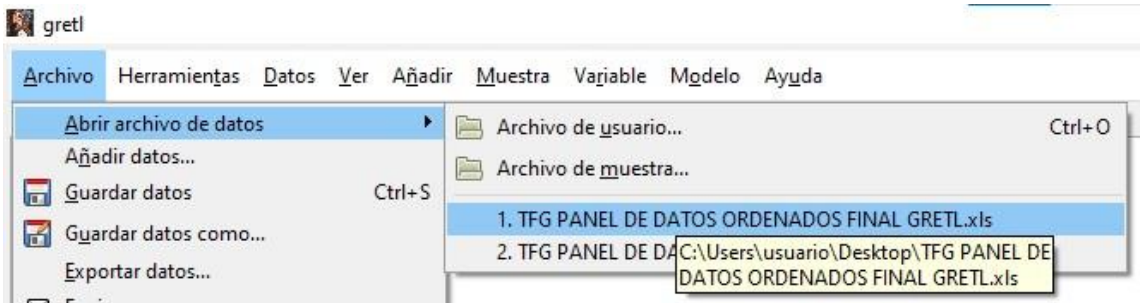 gretl
Archivo Herramientas Datos Ver Añadir Muestra Variable Modelo Ayuda
Abrir archivo de datos
Añadir datos...
Guardar datos Ctrl+S
Guardar datos como...
Exportar datos...
Archivo de usuario... Ctrl+O
Archivo de muestra...
1. TFG PANEL DE DATOS ORDENADOS FINAL GRETL.xls
2. TFG PANEL DE DA
C:\Users\usuario\Desktop\TFG PANEL DE
DATOS ORDENADOS FINAL GRETL.xls